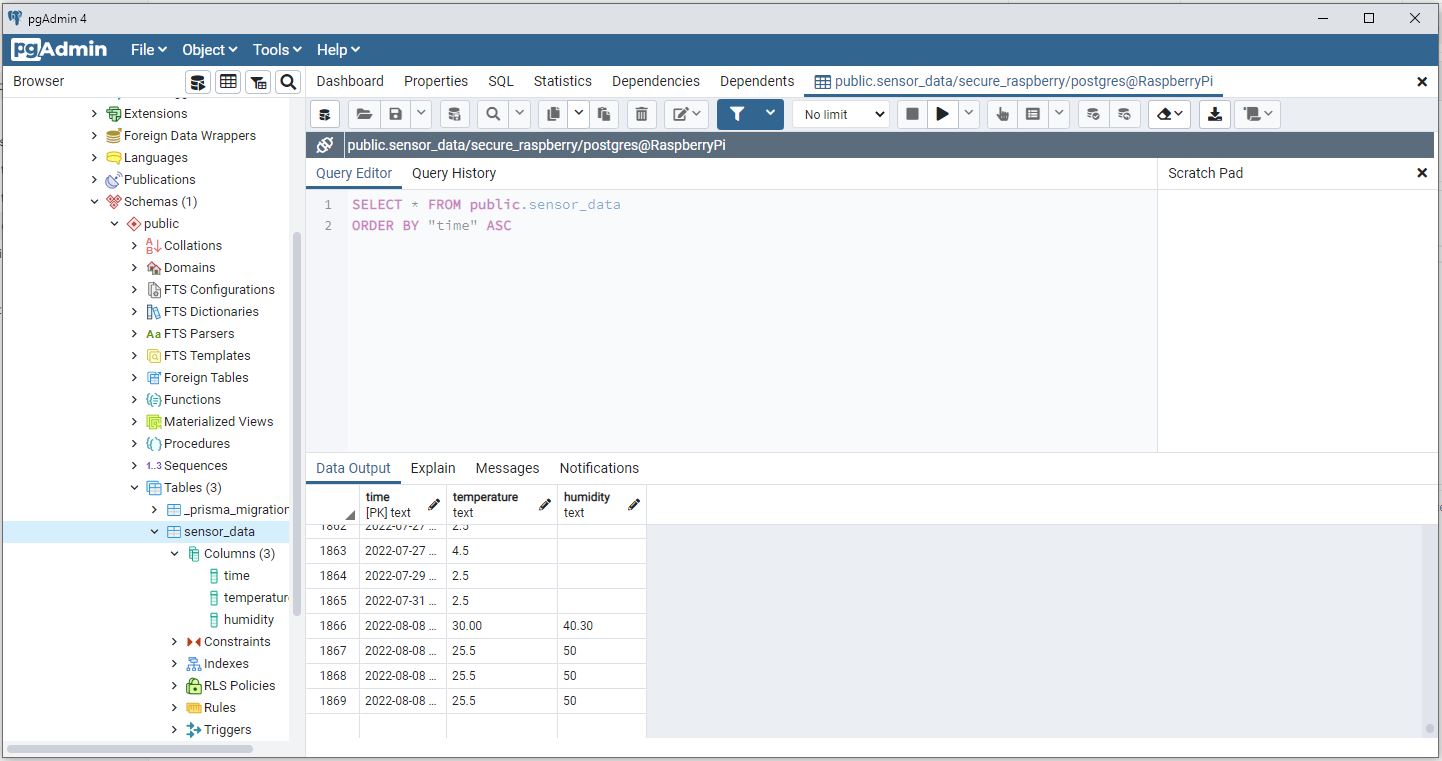 pgAdmin 4
pgAdmin File Object Tools Help
Browser
Dashboard Properties SQL Statistics Dependencies Dependents public.sensor_data/secure_raspberry/postgres@RaspberryPi
Extensions
Foreign Data Wrappers
Languages
Publications
Schemas (1)
public
Collations
Domains
FTS Configurations
FTS Dictionaries
Aa FTS Parsers
FTS Templates
Foreign Tables
Functions
Materialized Views
Procedures
1..3 Sequences
Tables (3)
_prisma_migration
sensor_data
Columns (3)
time
temperature
humidity
Constraints
Indexes
RLS Policies
Rules
Triggers
No limit
public.sensor_data/secure_raspberry/postgres@RaspberryPi
Query Editor Query History
Scratch Pad
1 SELECT * FROM public.sensor_data
2 ORDER BY "time" ASC
Data Output Explain Messages Notifications
time temperature humidity
[PK] text text text
1862 2022-07-27 ... 2.5
1863 2022-07-27 ... 4.5
1864 2022-07-29 ... 2.5
1865 2022-07-31 ... 2.5
1866 2022-08-08 ... 30.00 40.30
1867 2022-08-08 ... 25.5 50
1868 2022-08-08 ... 25.5 50
1869 2022-08-08 ... 25.5 50